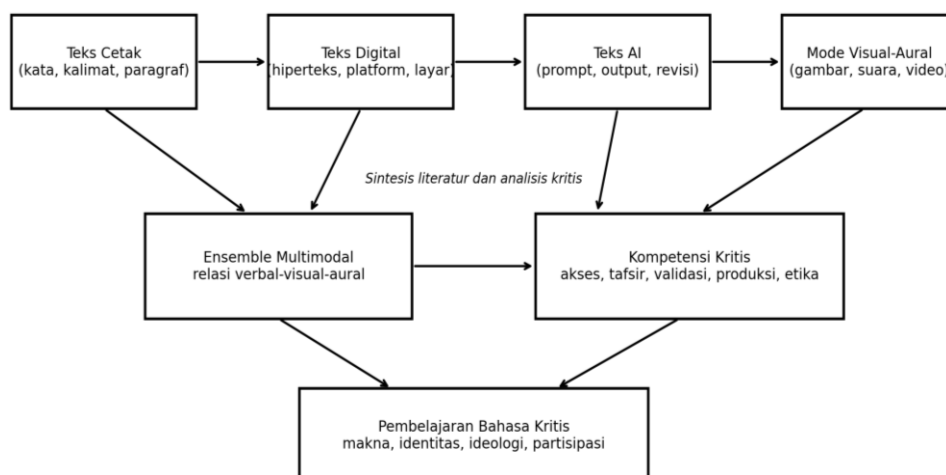 Teks Cetak
(kata, kalimat, paragraf)
Teks Digital
(hiperteks, platform, layar)
Teks AI
(prompt, output, revisi)
Mode Visual-Aural
(gambar, suara, video)
Sintesis literatur dan analisis kritis
Ensemble Multimodal
relasi verbal-visual-aural
Kompetensi Kritis
akses, tafsir, validasi, produksi, etika
Pembelajaran Bahasa Kritis
makna, identitas, ideologi, partisipasi